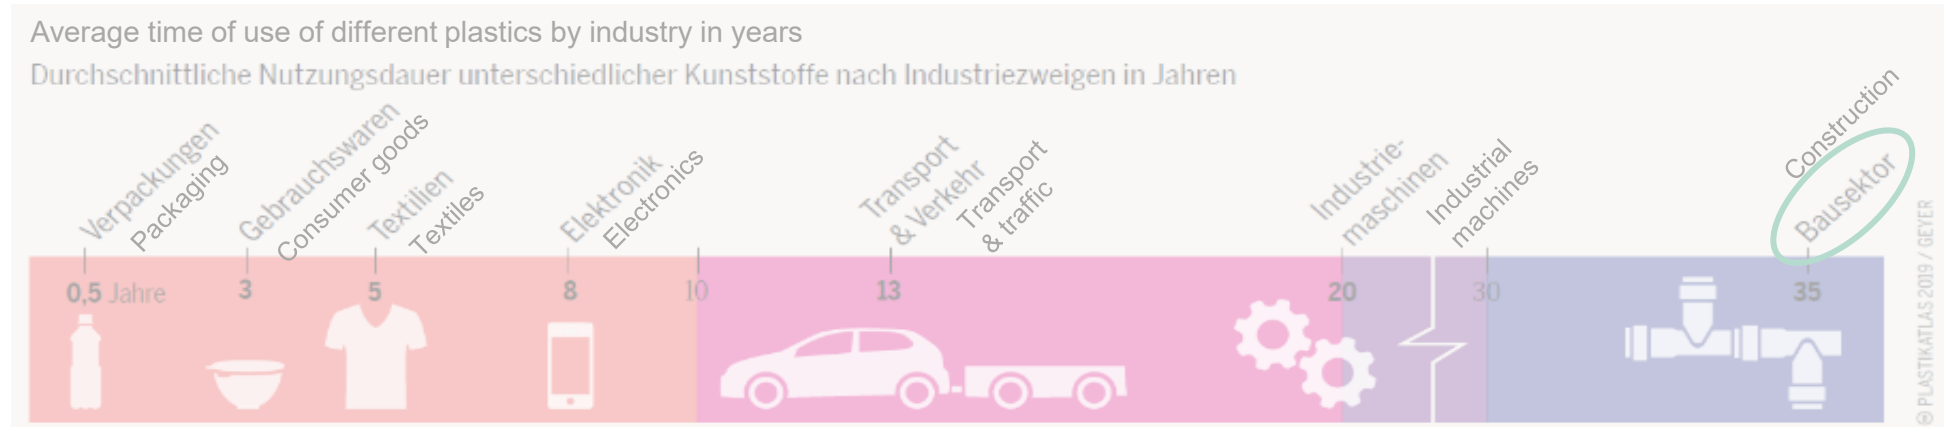 Average time of use of different plastics by industry in years
Durchschnittliche Nutzungsdauer unterschiedlicher Kunststoffe nach Industriezweigen in Jahren
Verpackungen
Packaging
Gebrauchswaren
Consumer goods
Textilien
Textiles
Elektronik
Electronics
Transport
& Verkehr
Transport
& traffic
Industrie-
maschinen
Industrial
machines
Construction
Bausektor
0,5 Jahre
3
5
8
10
13
20
30
35
© PLASTIKATLAS 2019 / GEYER